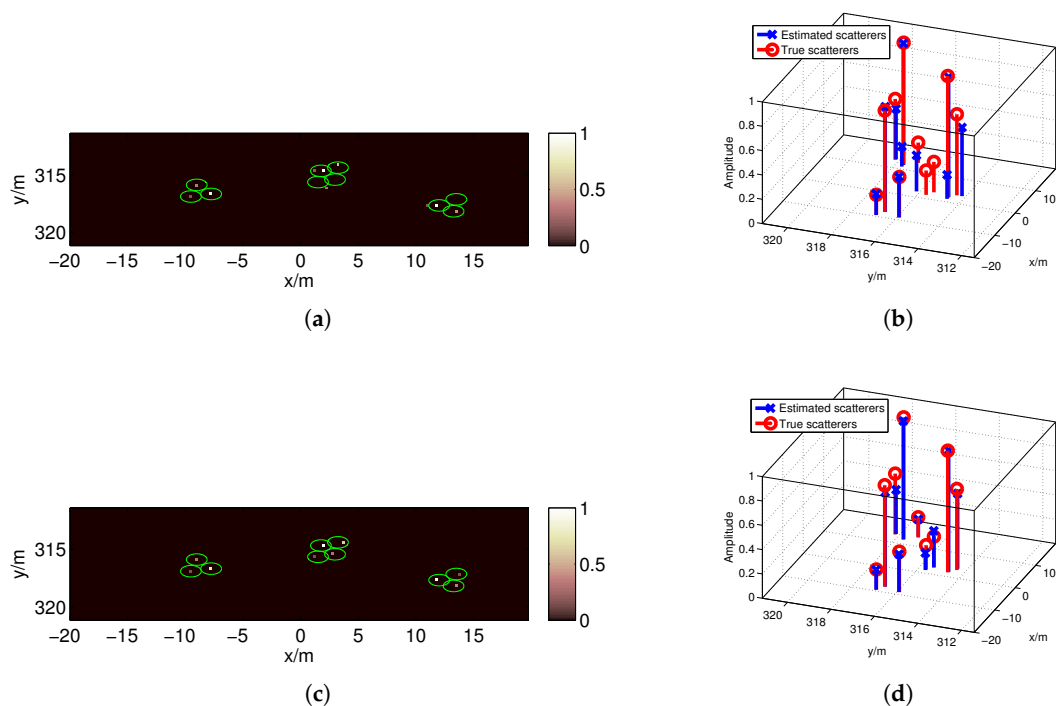 y/m
315
320
−20 −15 −10 −5 0 5 10 15
x/m
1
0.5
0
(a)
Estimated scatterers
True scatterers
Amplitude
1
0.8
0.6
0.4
0.2
0
320 318 316 314 312
y/m
−20
−10
0
10
x/m
(b)
y/m
315
320
−20 −15 −10 −5 0 5 10 15
x/m
1
0.5
0
(c)
Estimated scatterers
True scatterers
Amplitude
1
0.8
0.6
0.4
0.2
0
320 318 316 314 312
y/m
−20
−10
0
10
x/m
(d)